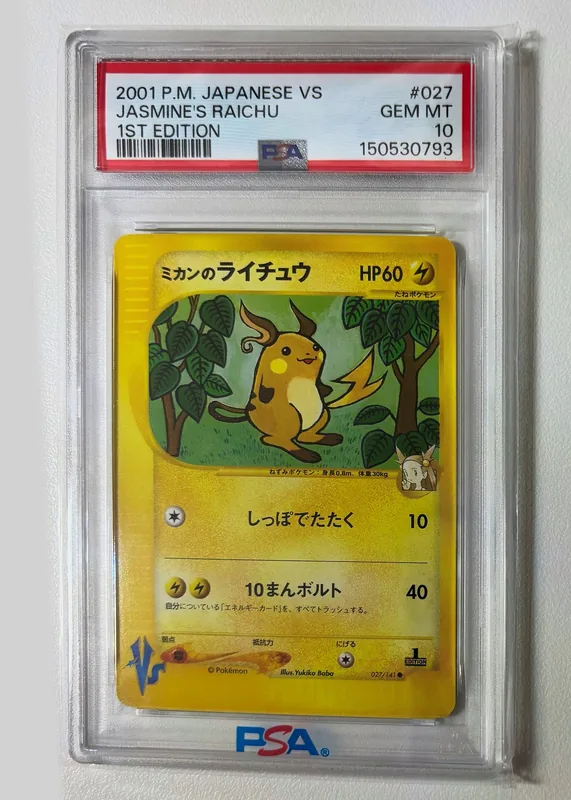 2001 P.M. JAPANESE VS #027
JASMINE'S RAICHU GEM MT
1ST EDITION 10
PSA 150530793
ミカンのライチュウ HP60
たねポケモン
ねずみポケモン・身長0.8m、体重30kg
しっぽでたたく 10
10まんボルト 40
自分についている「エネルギーカード」を、すべてトラッシュする。
弱点 抵抗力 にげる
1
EDITION
VS
©Pokémon Illus. Yukiko Baba 027/141
PSA®